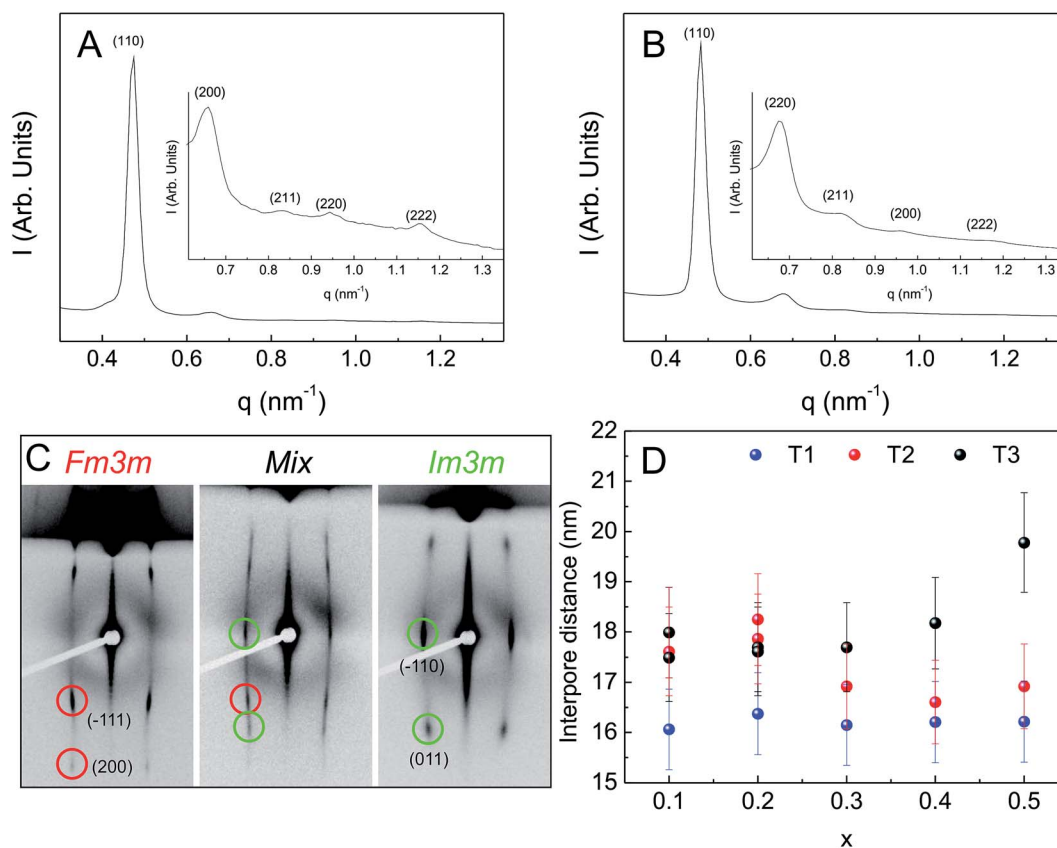 A
(110)
(200)
(211)
(220)
(222)
I (Arb. Units)
0.7 0.8 0.9 1.0 1.1 1.2 1.3
q (nm-1)
I (Arb. Units)
0.4 0.6 0.8 1.0 1.2
q (nm-1)
B
(110)
(220)
(211)
(200)
(222)
I (Arb. Units)
0.7 0.8 0.9 1.0 1.1 1.2 1.3
q (nm-1)
I (Arb. Units)
0.4 0.6 0.8 1.0 1.2
q (nm-1)
C
Fm3m Mix Im3m
(-110)
(-111)
(011)
(200)
D
T1 T2 T3
Interpore distance (nm)
22
21
20
19
18
17
16
15
0.1 0.2 0.3 0.4 0.5
x